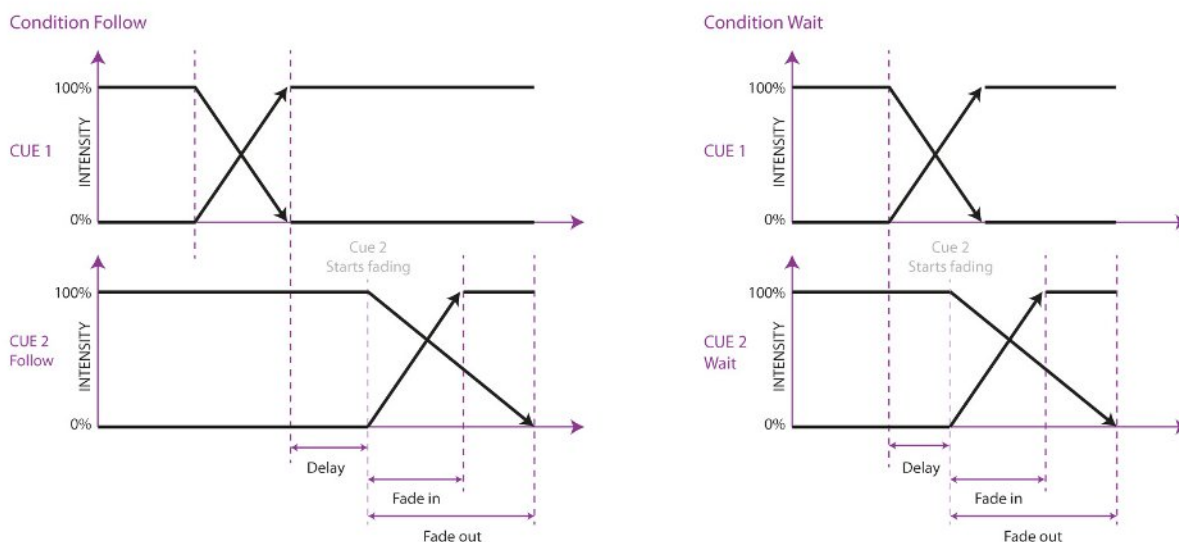 Condition Follow
100%
INTENSITY
CUE 1
0%
Cue 2
Starts fading
100%
INTENSITY
CUE 2
Follow
0%
Delay
Fade in
Fade out
Condition Wait
100%
INTENSITY
CUE 1
0%
Cue 2
Starts fading
100%
INTENSITY
CUE 2
Wait
0%
Delay
Fade in
Fade out